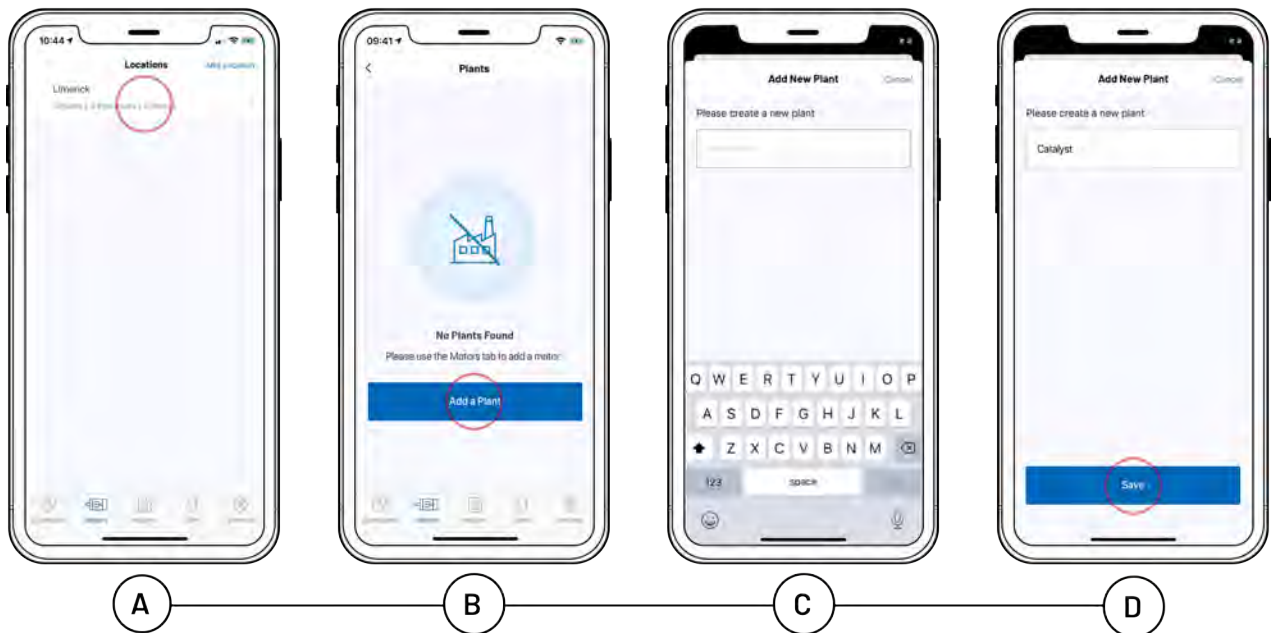 10:44
Locations
Add Location
Limerick
09:41
Plants
No Plants Found
Please use the Motors tab to add a motor
Add a Plant
Add New Plant
Cancel
Please create a new plant
Q W E R T Y U I O P
A S D F G H J K L
Z X C V B N M
123
space
Add New Plant
Cancel
Please create a new plant
Catalyst
Save
A
B
C
D